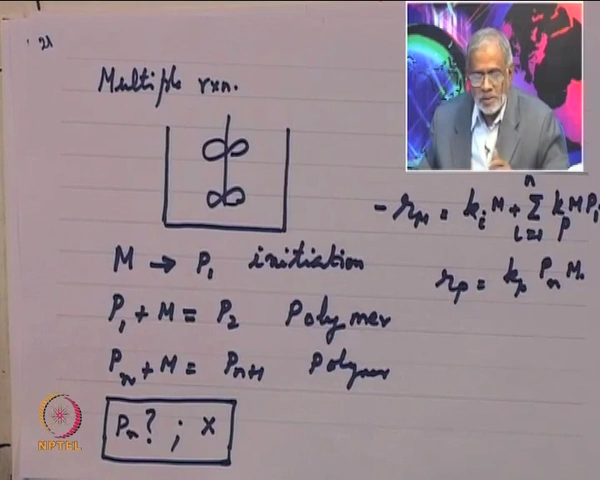 21
Multiple rxn.
- r_M = k_i M + Σ_{i=1}^{n} k_p M P_i
M → P_1 initiation
r_p = k_p P_n M.
P_1 + M = P_2 Polymer
P_n + M = P_{n+1} Polymer
P_n? ; X
NPTEL